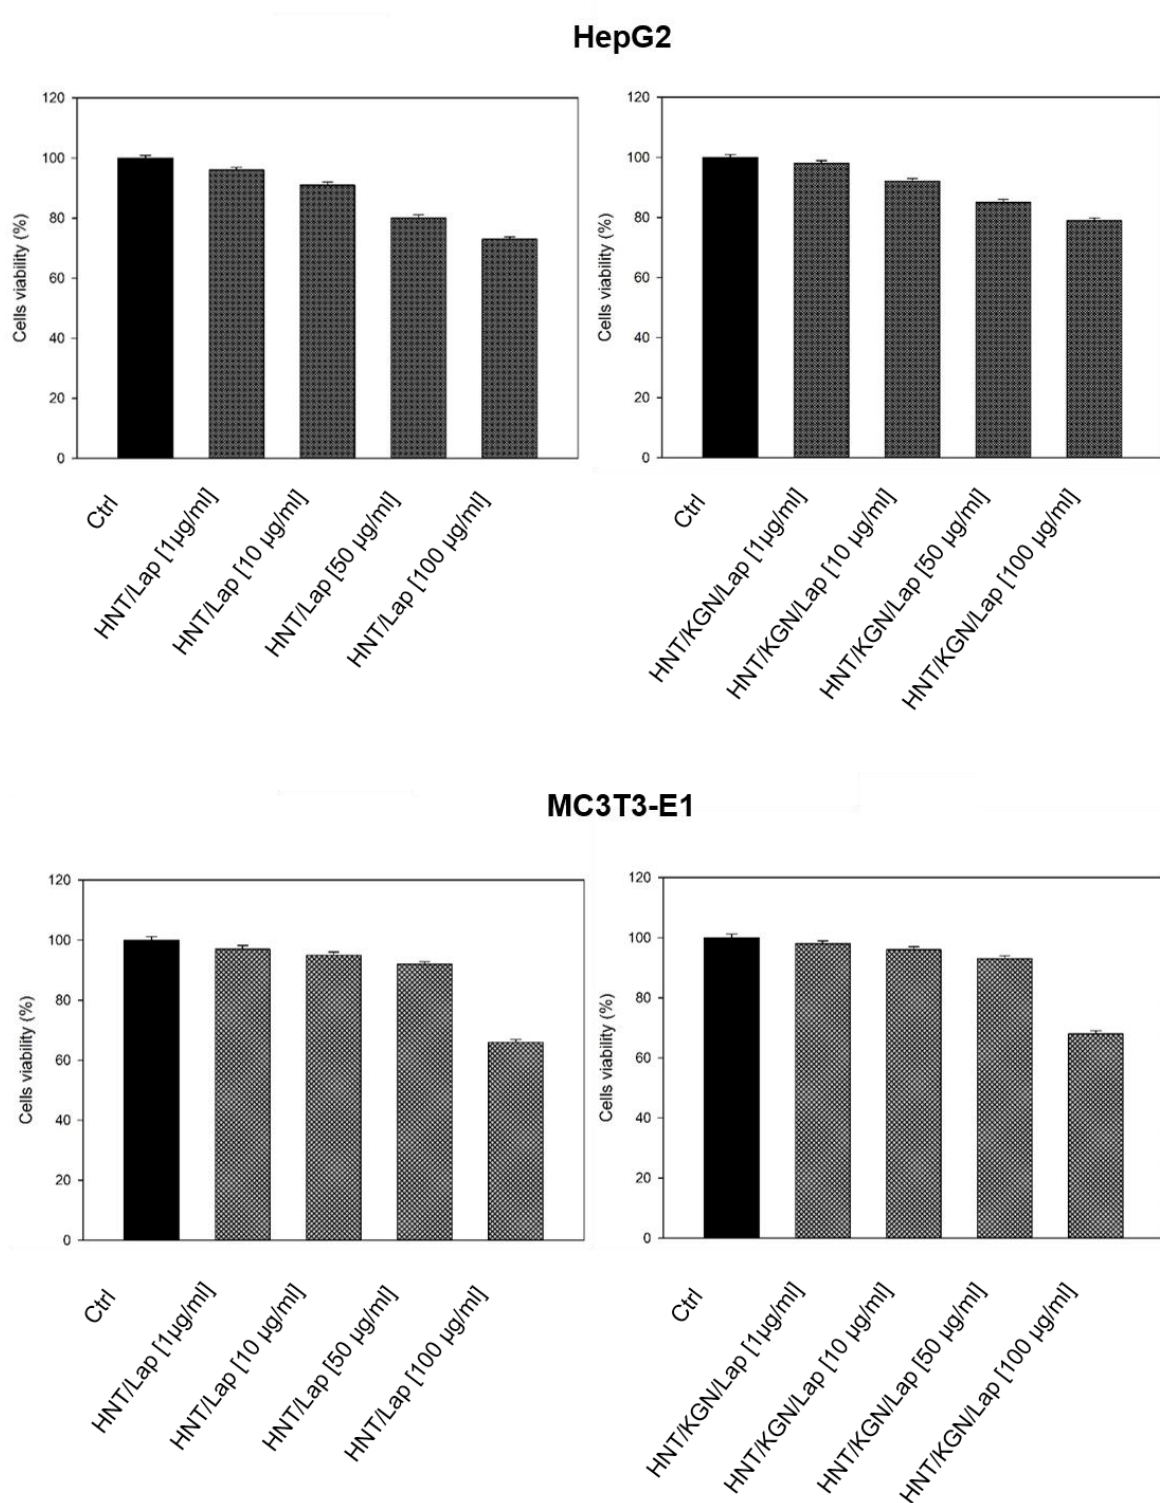 HepG2
Cells viability (%)
120
100
80
60
40
20
0
Ctrl
HNT/Lap [1µg/ml]
HNT/Lap [10 µg/ml]
HNT/Lap [50 µg/ml]
HNT/Lap [100 µg/ml]
Cells viability (%)
120
100
80
60
40
20
0
Ctrl
HNT/KGN/Lap [1µg/ml]
HNT/KGN/Lap [10 µg/ml]
HNT/KGN/Lap [50 µg/ml]
HNT/KGN/Lap [100 µg/ml]
MC3T3-E1
Cells viability (%)
120
100
80
60
40
20
0
Ctrl
HNT/Lap [1µg/ml]
HNT/Lap [10 µg/ml]
HNT/Lap [50 µg/ml]
HNT/Lap [100 µg/ml]
Cells viability (%)
120
100
80
60
40
20
0
Ctrl
HNT/KGN/Lap [1µg/ml]
HNT/KGN/Lap [10 µg/ml]
HNT/KGN/Lap [50 µg/ml]
HNT/KGN/Lap [100 µg/ml]